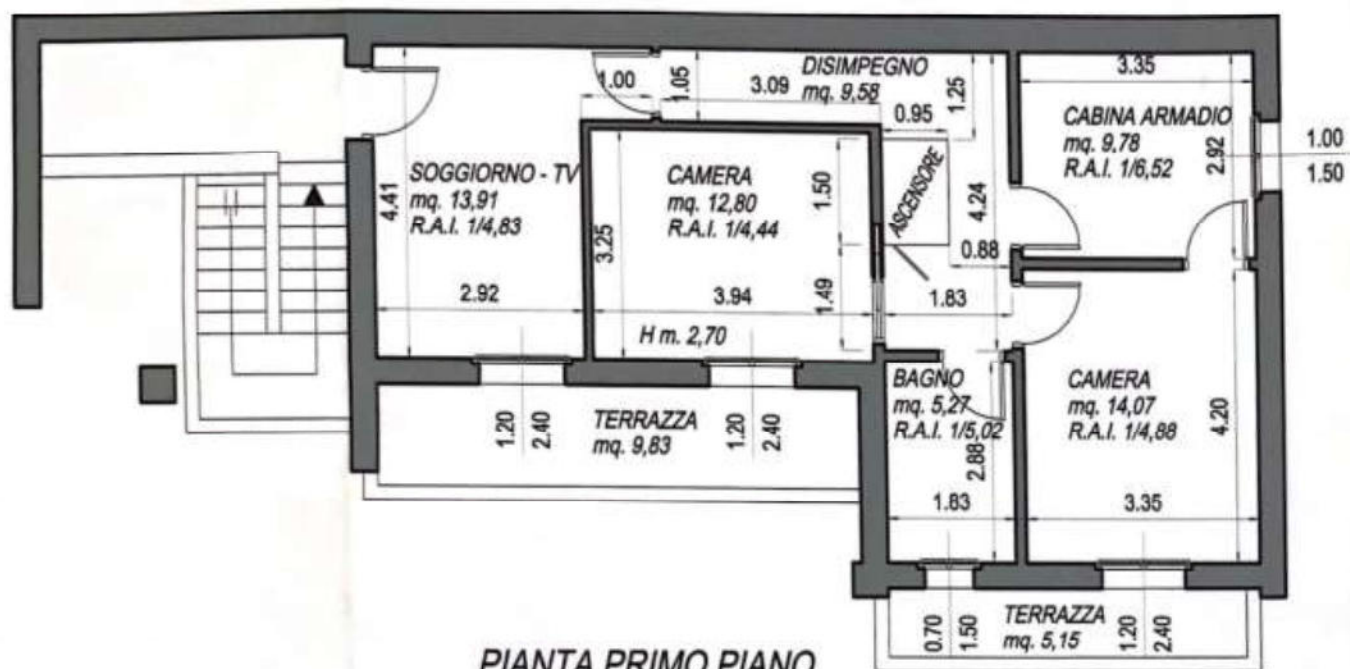 DISIMPEGNO
mq. 9,58
1.00
1.05
3.09
0.95
1.25
3.35
CABINA ARMADIO
mq. 9,78
R.A.I. 1/6,52
2.92
1.00
1.50
SOGGIORNO - TV
mq. 13,91
R.A.I. 1/4,83
4.41
2.92
CAMERA
mq. 12,80
R.A.I. 1/4,44
3.25
3.94
H m. 2,70
1.50
ASCENSORE
4.24
0.88
1.49
1.83
BAGNO
mq. 5,27
R.A.I. 1/5,02
2.88
1.83
CAMERA
mq. 14,07
R.A.I. 1/4,88
4.20
3.35
TERRAZZA
mq. 9,83
1.20
2.40
1.20
2.40
TERRAZZA
mq. 5,15
0.70
1.50
1.20
2.40
PIANTA PRIMO PIANO